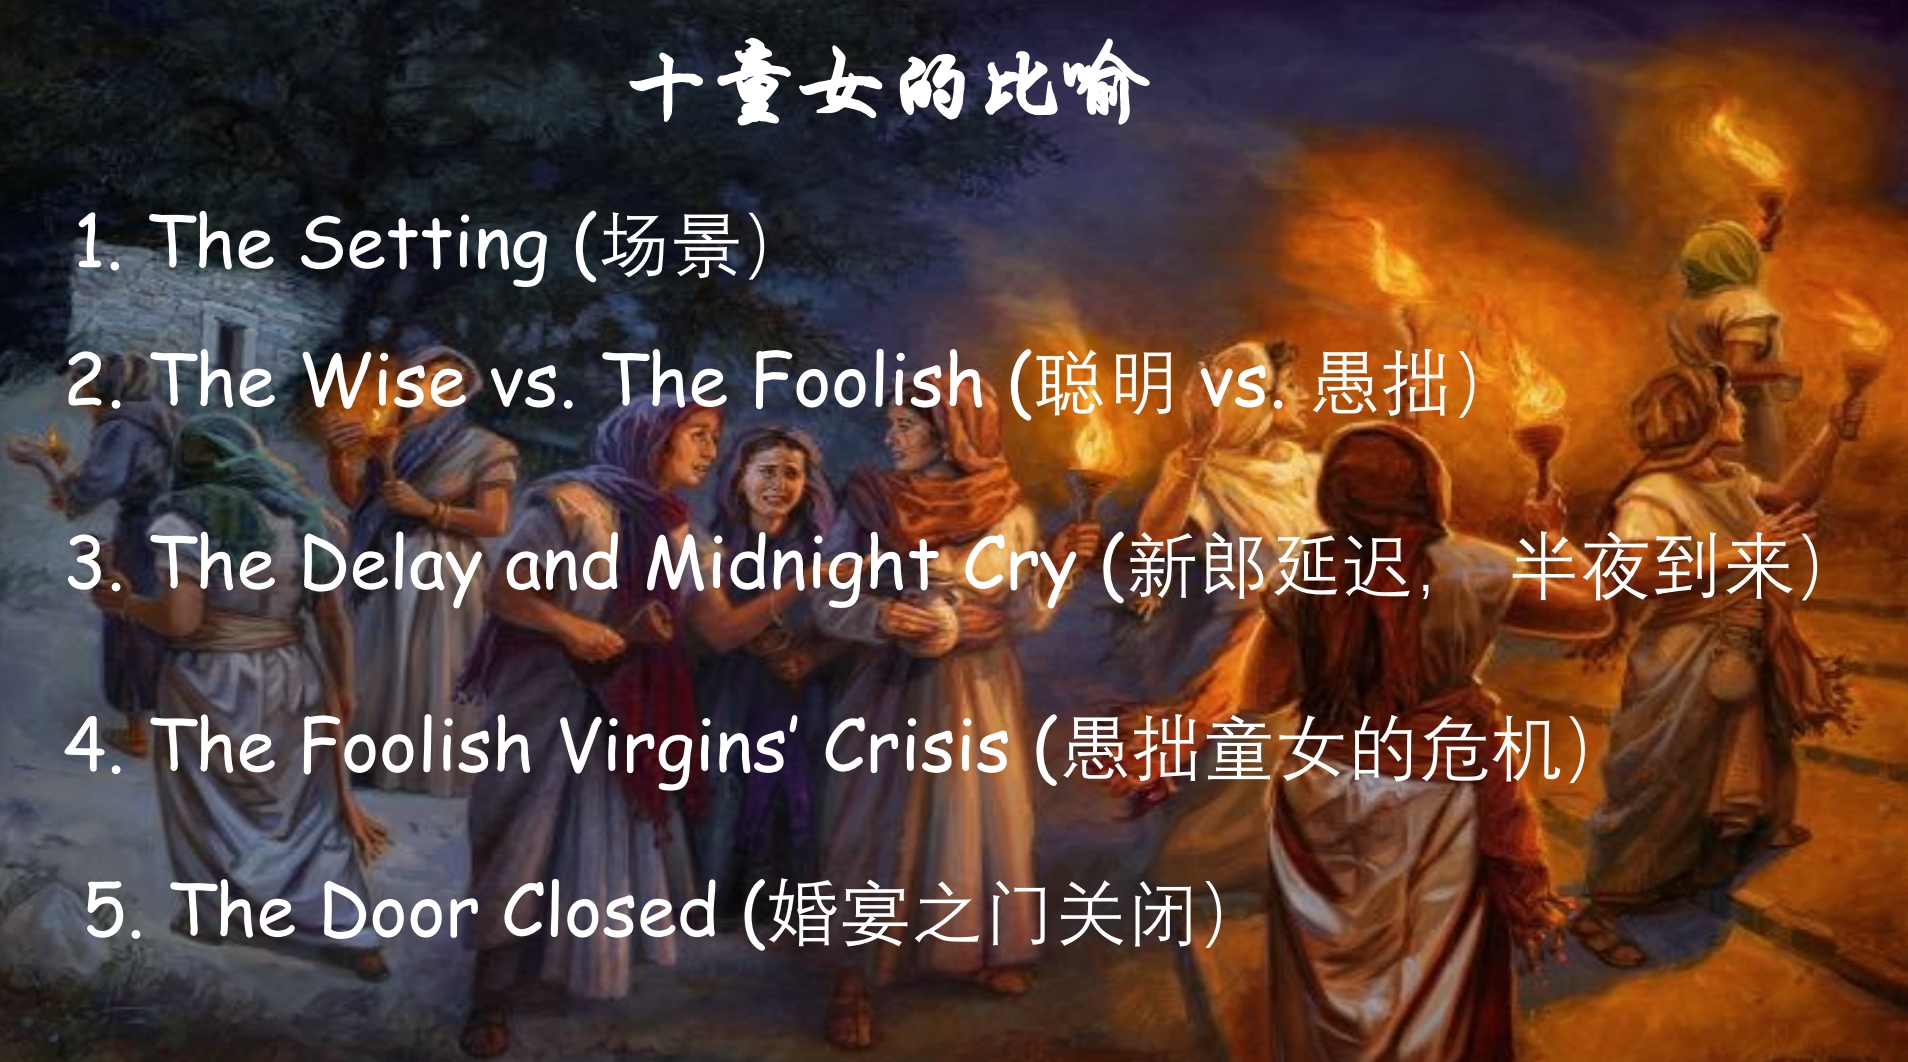 十童女的比喻
1. The Setting (场景)
2. The Wise vs. The Foolish (聪明 vs. 愚拙)
3. The Delay and Midnight Cry (新郎延迟， 半夜到来)
4. The Foolish Virgins’ Crisis (愚拙童女的危机)
5. The Door Closed (婚宴之门关闭)